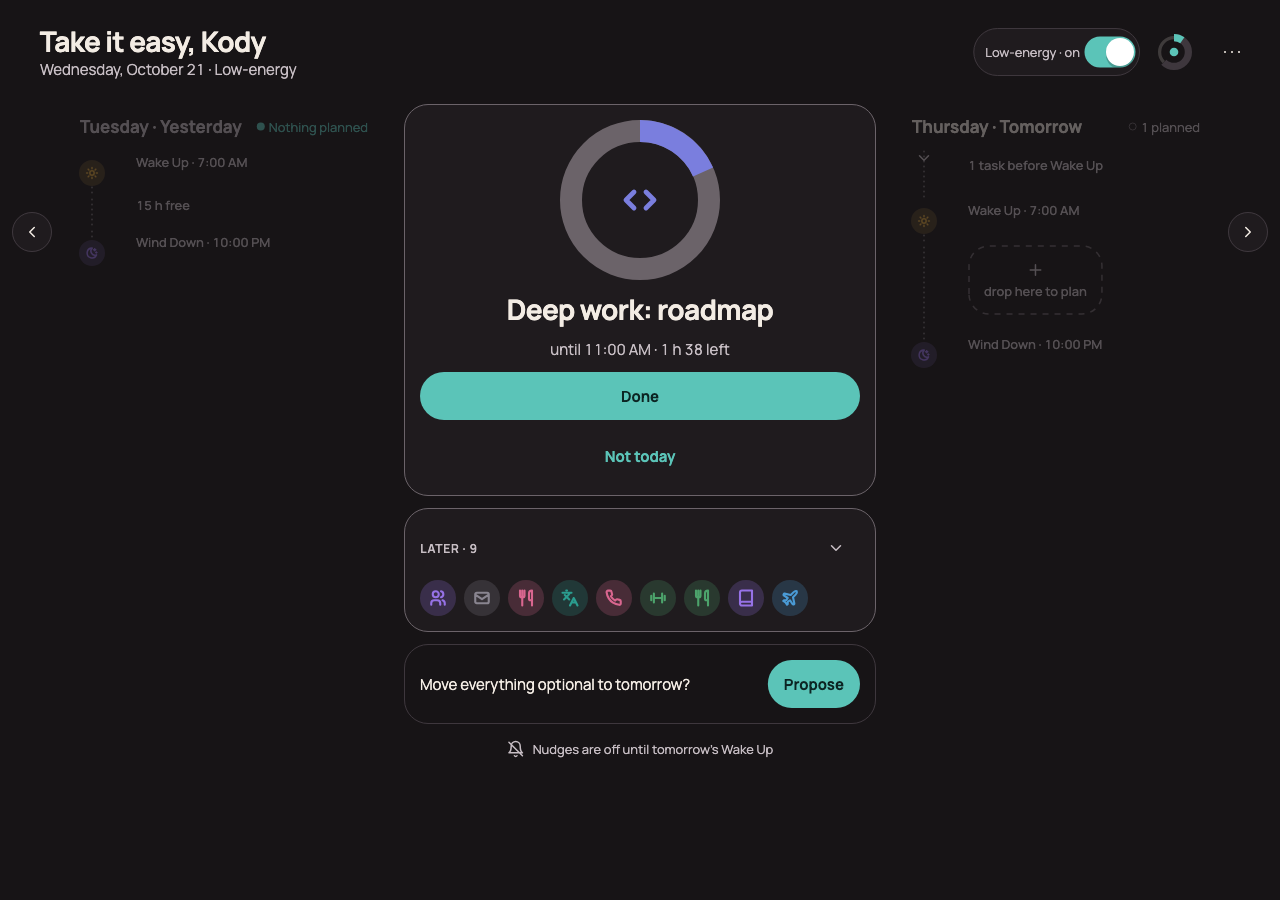 Take it easy, Kody
Wednesday, October 21 · Low-energy
Low-energy · on
Tuesday · Yesterday
Nothing planned
Wake Up · 7:00 AM
15 h free
Wind Down · 10:00 PM
Deep work: roadmap
until 11:00 AM · 1 h 38 left
Done
Not today
LATER · 9
Move everything optional to tomorrow?
Propose
Nudges are off until tomorrow's Wake Up
Thursday · Tomorrow
1 planned
1 task before Wake Up
Wake Up · 7:00 AM
drop here to plan
Wind Down · 10:00 PM